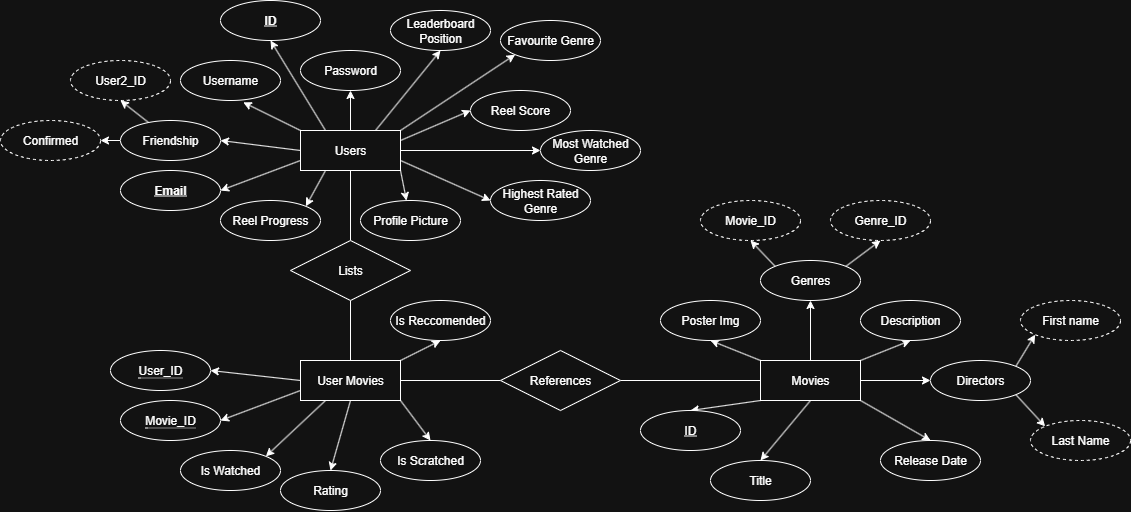 ID
Leaderboard
Position
Favourite Genre
Password
User2_ID
Username
Reel Score
Confirmed
Friendship
Users
Most Watched
Genre
Email
Highest Rated
Genre
Reel Progress
Profile Picture
Movie_ID
Genre_ID
Lists
Genres
Is Reccomended
Poster Img
Description
First name
User_ID
User Movies
References
Movies
Directors
Movie_ID
ID
Last Name
Is Watched
Is Scratched
Release Date
Rating
Title